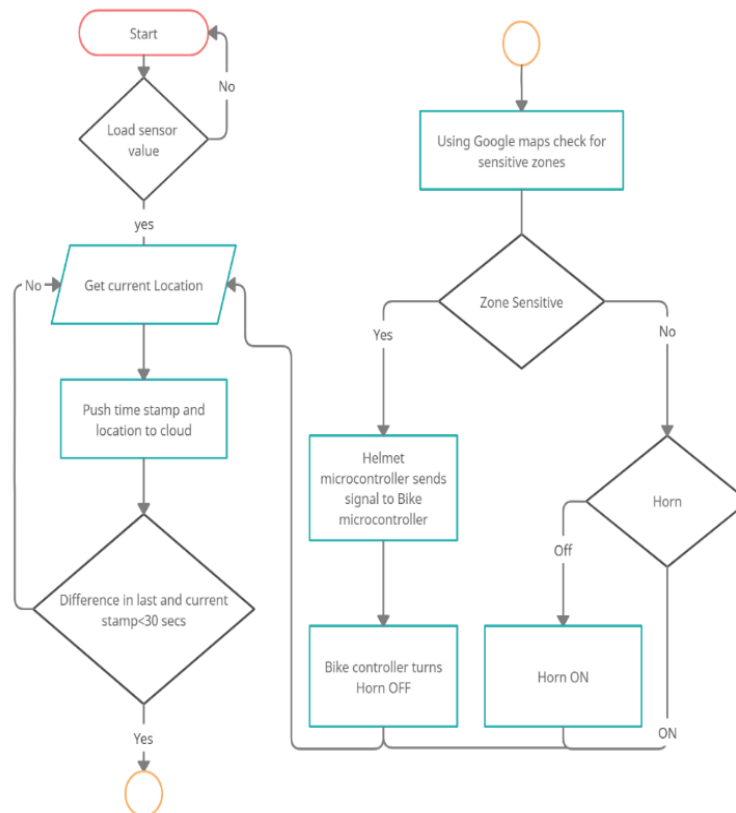 Start
No
Load sensor
value
yes
No
Get current Location
Push time stamp and
location to cloud
Difference in last and current
stamp<30 secs
Yes
Using Google maps check for
sensitive zones
Zone Sensitive
Yes
No
Helmet
microcontroller sends
signal to Bike
microcontroller
Horn
Off
Bike controller turns
Horn OFF
Horn ON
ON